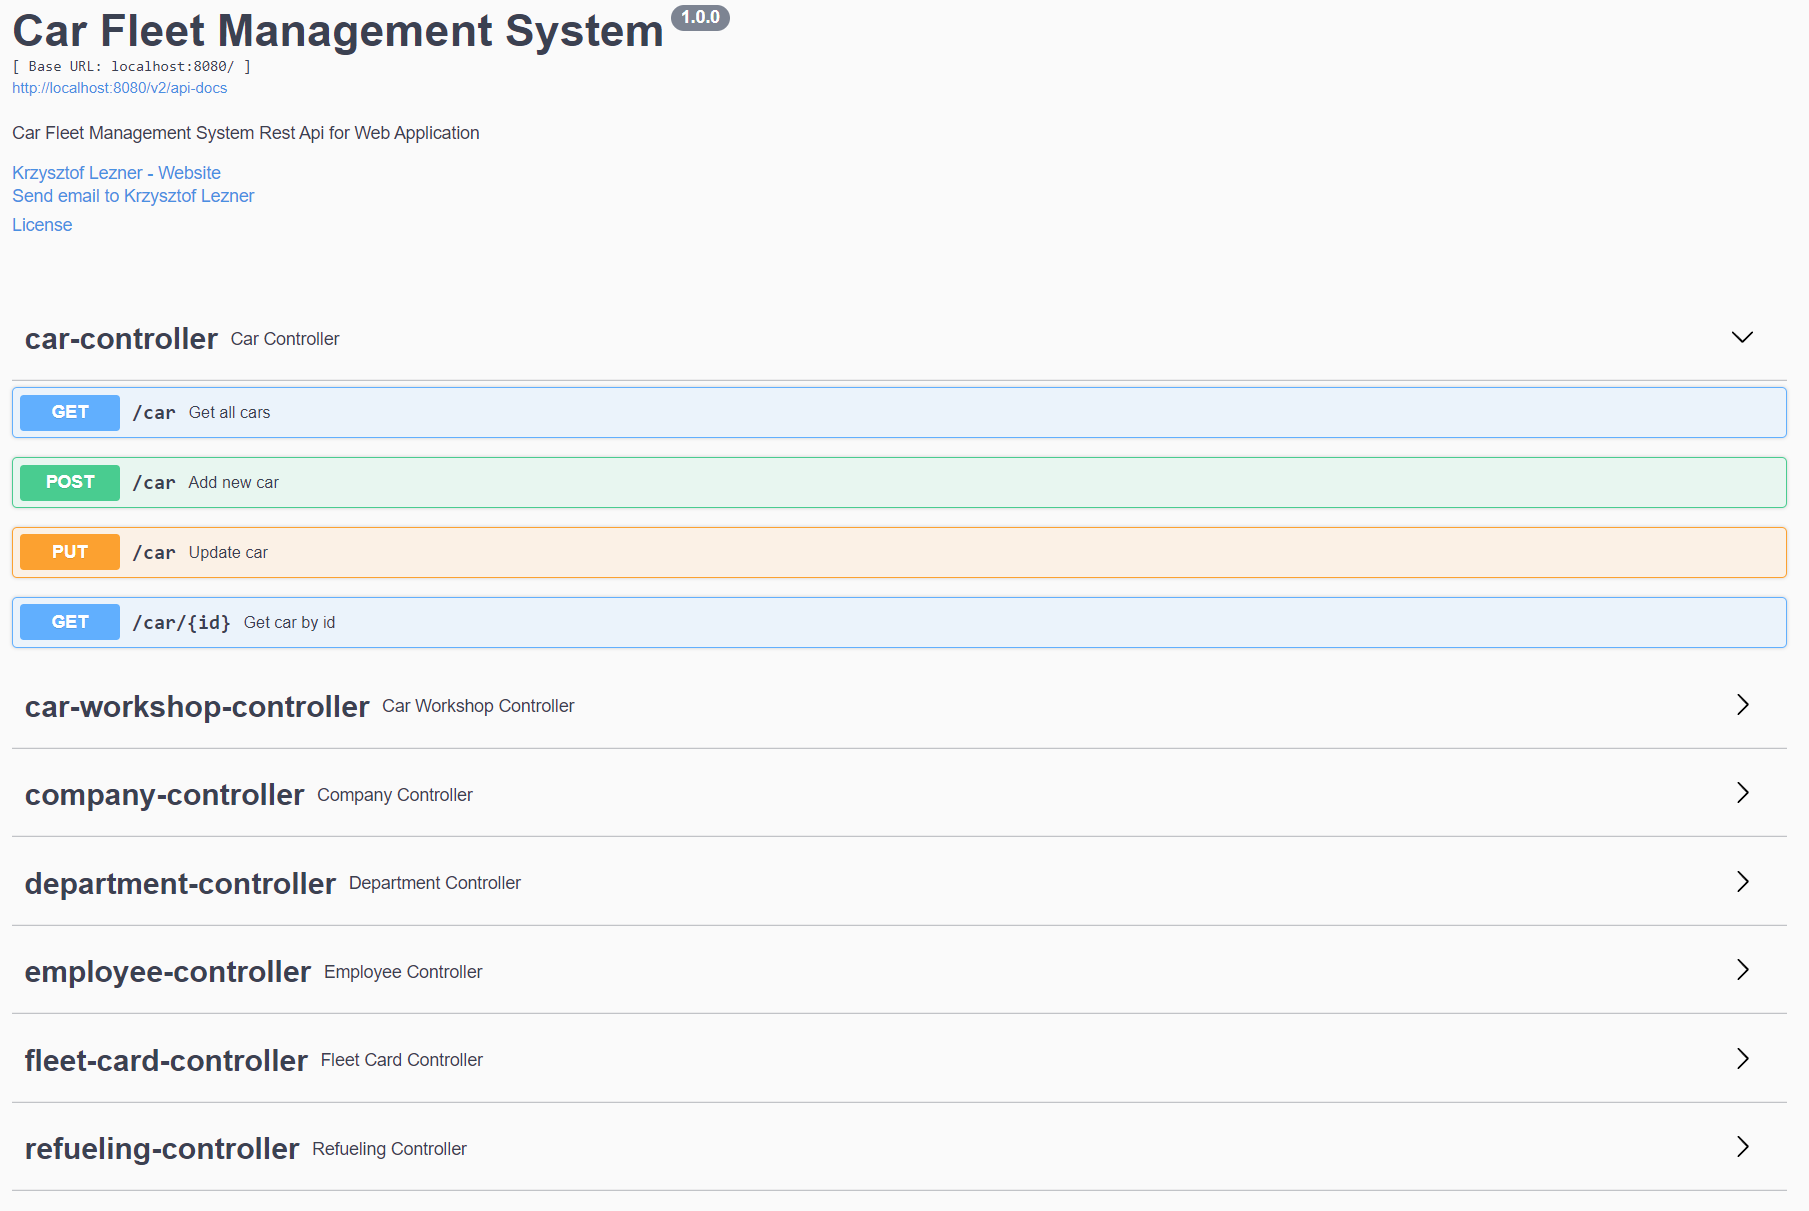 Car Fleet Management System 1.0.0
[ Base URL: localhost:8080/ ]
http://localhost:8080/v2/api-docs
Car Fleet Management System Rest Api for Web Application
Krzysztof Lezner - Website
Send email to Krzysztof Lezner
License
car-controller Car Controller
GET /car Get all cars
POST /car Add new car
PUT /car Update car
GET /car/{id} Get car by id
car-workshop-controller Car Workshop Controller
company-controller Company Controller
department-controller Department Controller
employee-controller Employee Controller
fleet-card-controller Fleet Card Controller
refueling-controller Refueling Controller